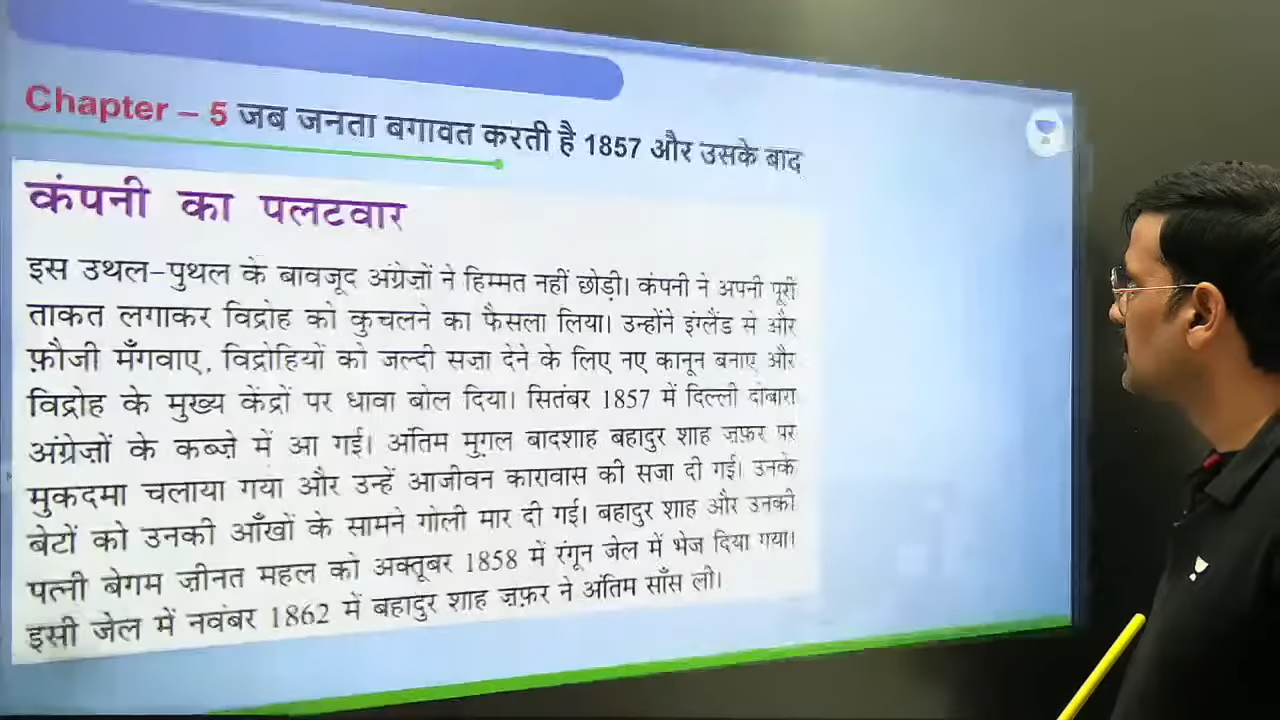 Chapter – 5 जब जनता बगावत करती है 1857 और उसके बाद
कंपनी का पलटवार
इस उथल-पुथल के बावजूद अंग्रेज़ों ने हिम्मत नहीं छोड़ी। कंपनी ने अपनी पूरी
ताकत लगाकर विद्रोह को कुचलने का फैसला लिया। उन्होंने इंग्लैंड से और
फ़ौजी मँगवाए, विद्रोहियों को जल्दी सज़ा देने के लिए नए कानून बनाए और
विद्रोह के मुख्य केंद्रों पर धावा बोल दिया। सितंबर 1857 में दिल्ली दोबारा
अंग्रेज़ों के कब्ज़े में आ गई। अंतिम मुग़ल बादशाह बहादुर शाह ज़फ़र पर
मुकदमा चलाया गया और उन्हें आजीवन कारावास की सजा दी गई। उनके
बेटों को उनकी आँखों के सामने गोली मार दी गई। बहादुर शाह और उनकी
पत्नी बेगम ज़ीनत महल को अक्तूबर 1858 में रंगून जेल में भेज दिया गया।
इसी जेल में नवंबर 1862 में बहादुर शाह ज़फ़र ने अंतिम साँस ली।